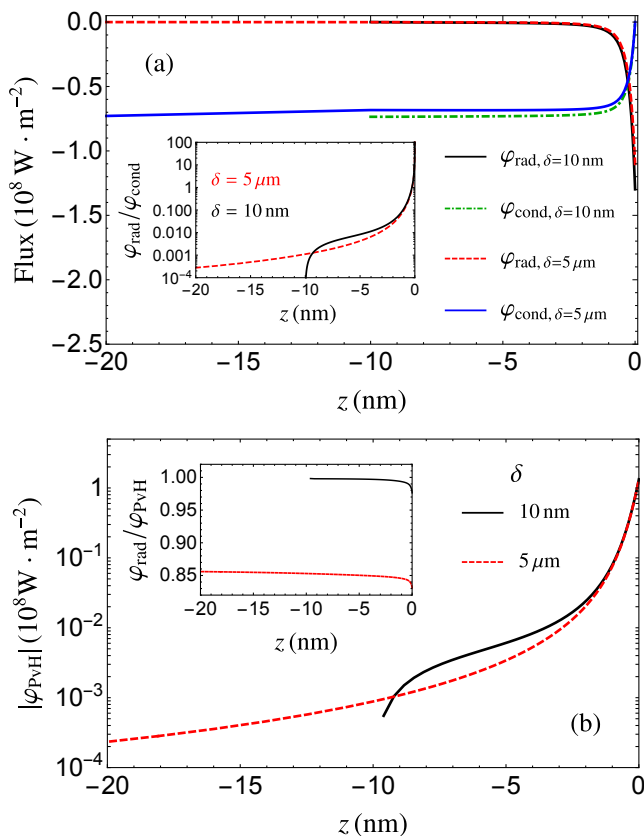 0.0
−0.5
−1.0
−1.5
−2.0
−2.5
Flux (10⁸ W · m⁻²)
(a)
φrad, δ=10 nm
φcond, δ=10 nm
φrad, δ=5 μm
φcond, δ=5 μm
100
10
1
0.100
0.010
0.001
10⁻⁴
φrad/φcond
δ = 5 μm
δ = 10 nm
−20 −15 −10 −5 0
z (nm)
−20 −15 −10 −5 0
z (nm)
1
10⁻¹
10⁻²
10⁻³
10⁻⁴
|φPvH| (10⁸W · m⁻²)
1.00
0.95
0.90
0.85
φrad/φPvH
−20 −15 −10 −5 0
z (nm)
δ
10 nm
5 μm
(b)
−20 −15 −10 −5 0
z (nm)